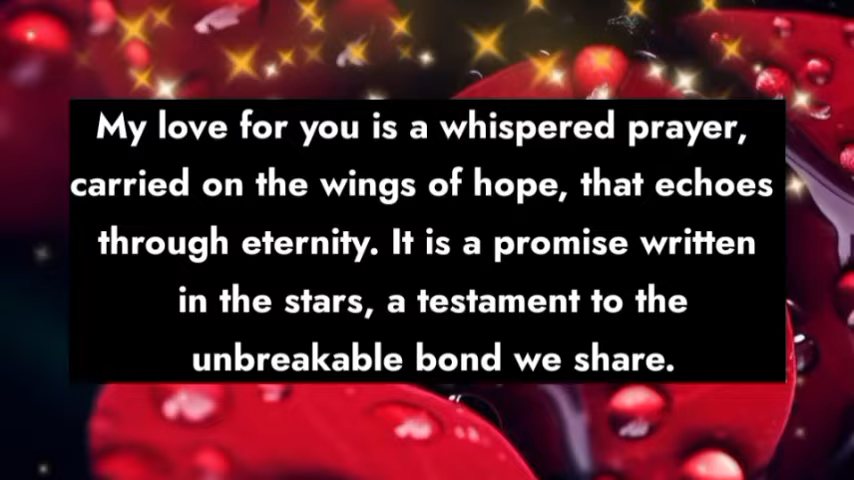 My love for you is a whispered prayer,
carried on the wings of hope, that echoes
through eternity. It is a promise written
in the stars, a testament to the
unbreakable bond we share.